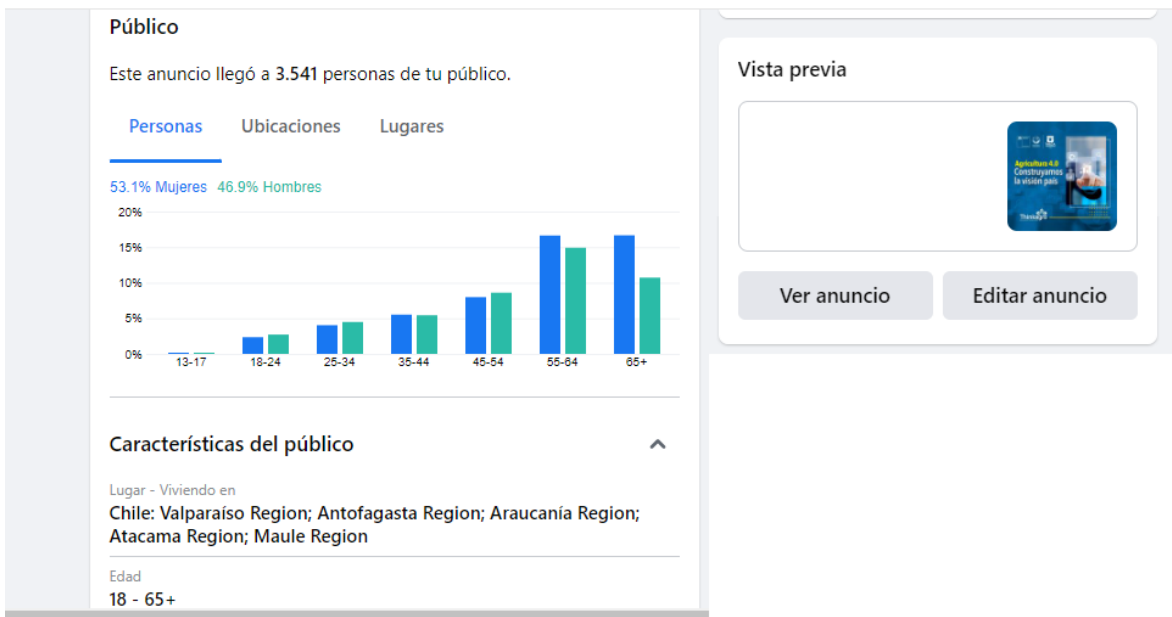 Público
Este anuncio llegó a 3.541 personas de tu público.
Personas Ubicaciones Lugares
53.1% Mujeres 46.9% Hombres
20%
15%
10%
5%
0%
13-17 18-24 25-34 35-44 45-54 55-64 65+
Características del público
Lugar - Viviendo en
Chile: Valparaíso Region; Antofagasta Region; Araucanía Region;
Atacama Region; Maule Region
Edad
18 - 65+
Vista previa
Agricultura 4.0
Construyamos
la visión país
Ver anuncio Editar anuncio